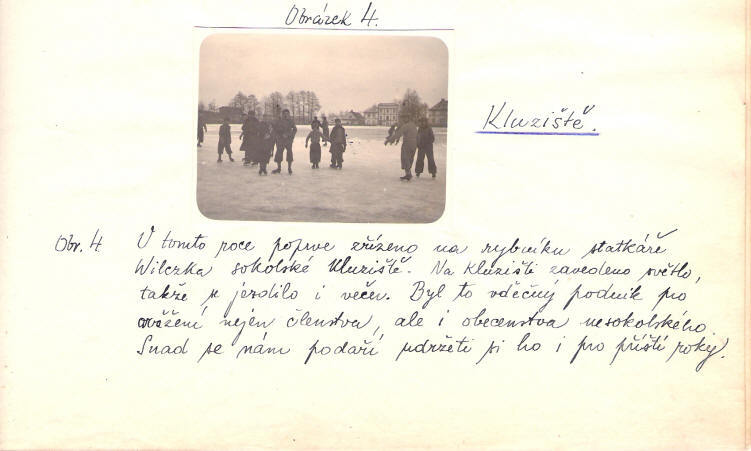 Obrázek 4.
Kluziště.
Obr. 4. V tomto roce poprve zřízeno na rybníku statkáře
Wilczka sokolské kluziště. Na kluzišti zavedeno světlo,
takže se jezdilo i večer. Byl to vděčný podnik pro
osvěžení nejen členstva, ale i obecenstva nesokolského.
Snad se nám podaří udržeti si ho i pro příští roky.